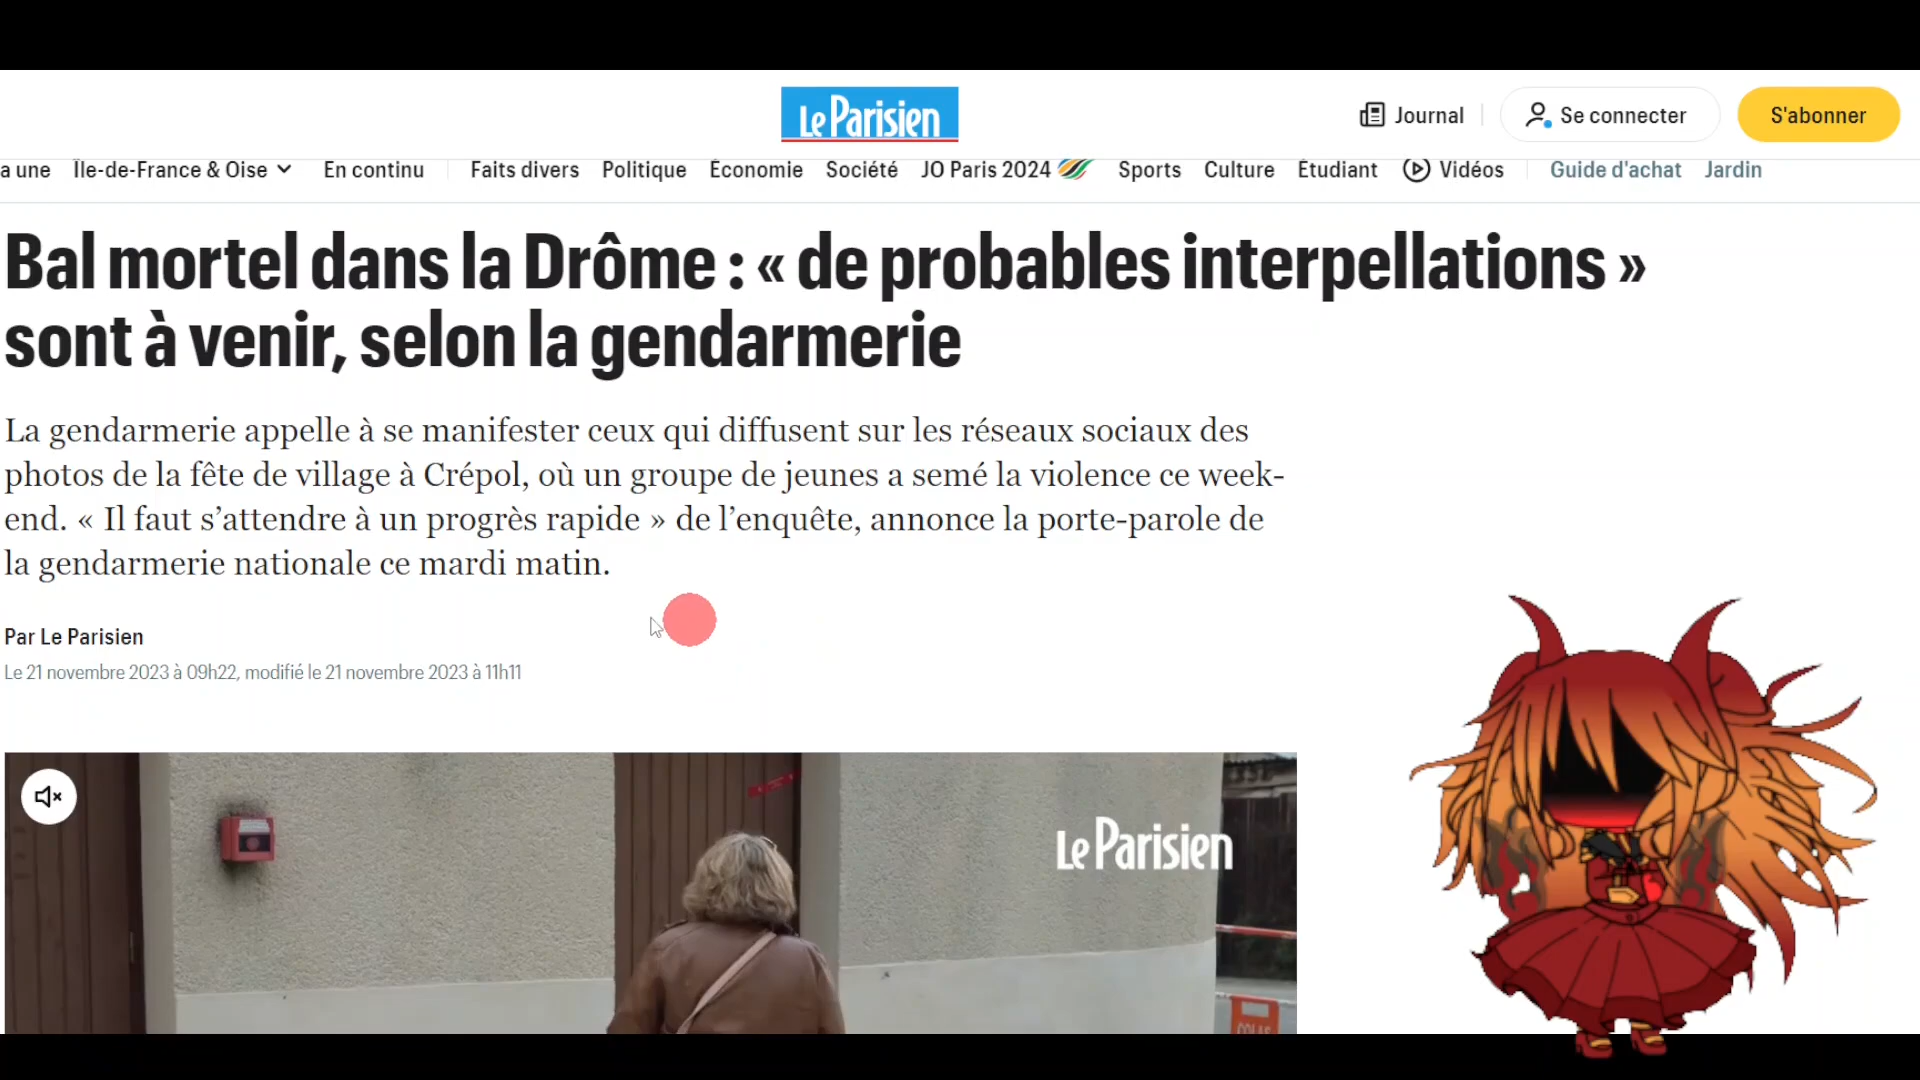 Le Parisien
Journal
Se connecter
S'abonner
a une
Île-de-France & Oise
En continu
Faits divers
Politique
Économie
Société
JO Paris 2024
Sports
Culture
Étudiant
Vidéos
Guide d'achat
Jardin
Bal mortel dans la Drôme : « de probables interpellations »
sont à venir, selon la gendarmerie
La gendarmerie appelle à se manifester ceux qui diffusent sur les réseaux sociaux des
photos de la fête de village à Crépol, où un groupe de jeunes a semé la violence ce week-
end. « Il faut s’attendre à un progrès rapide » de l’enquête, annonce la porte-parole de
la gendarmerie nationale ce mardi matin.
Par Le Parisien
Le 21 novembre 2023 à 09h22, modifié le 21 novembre 2023 à 11h11
Le Parisien